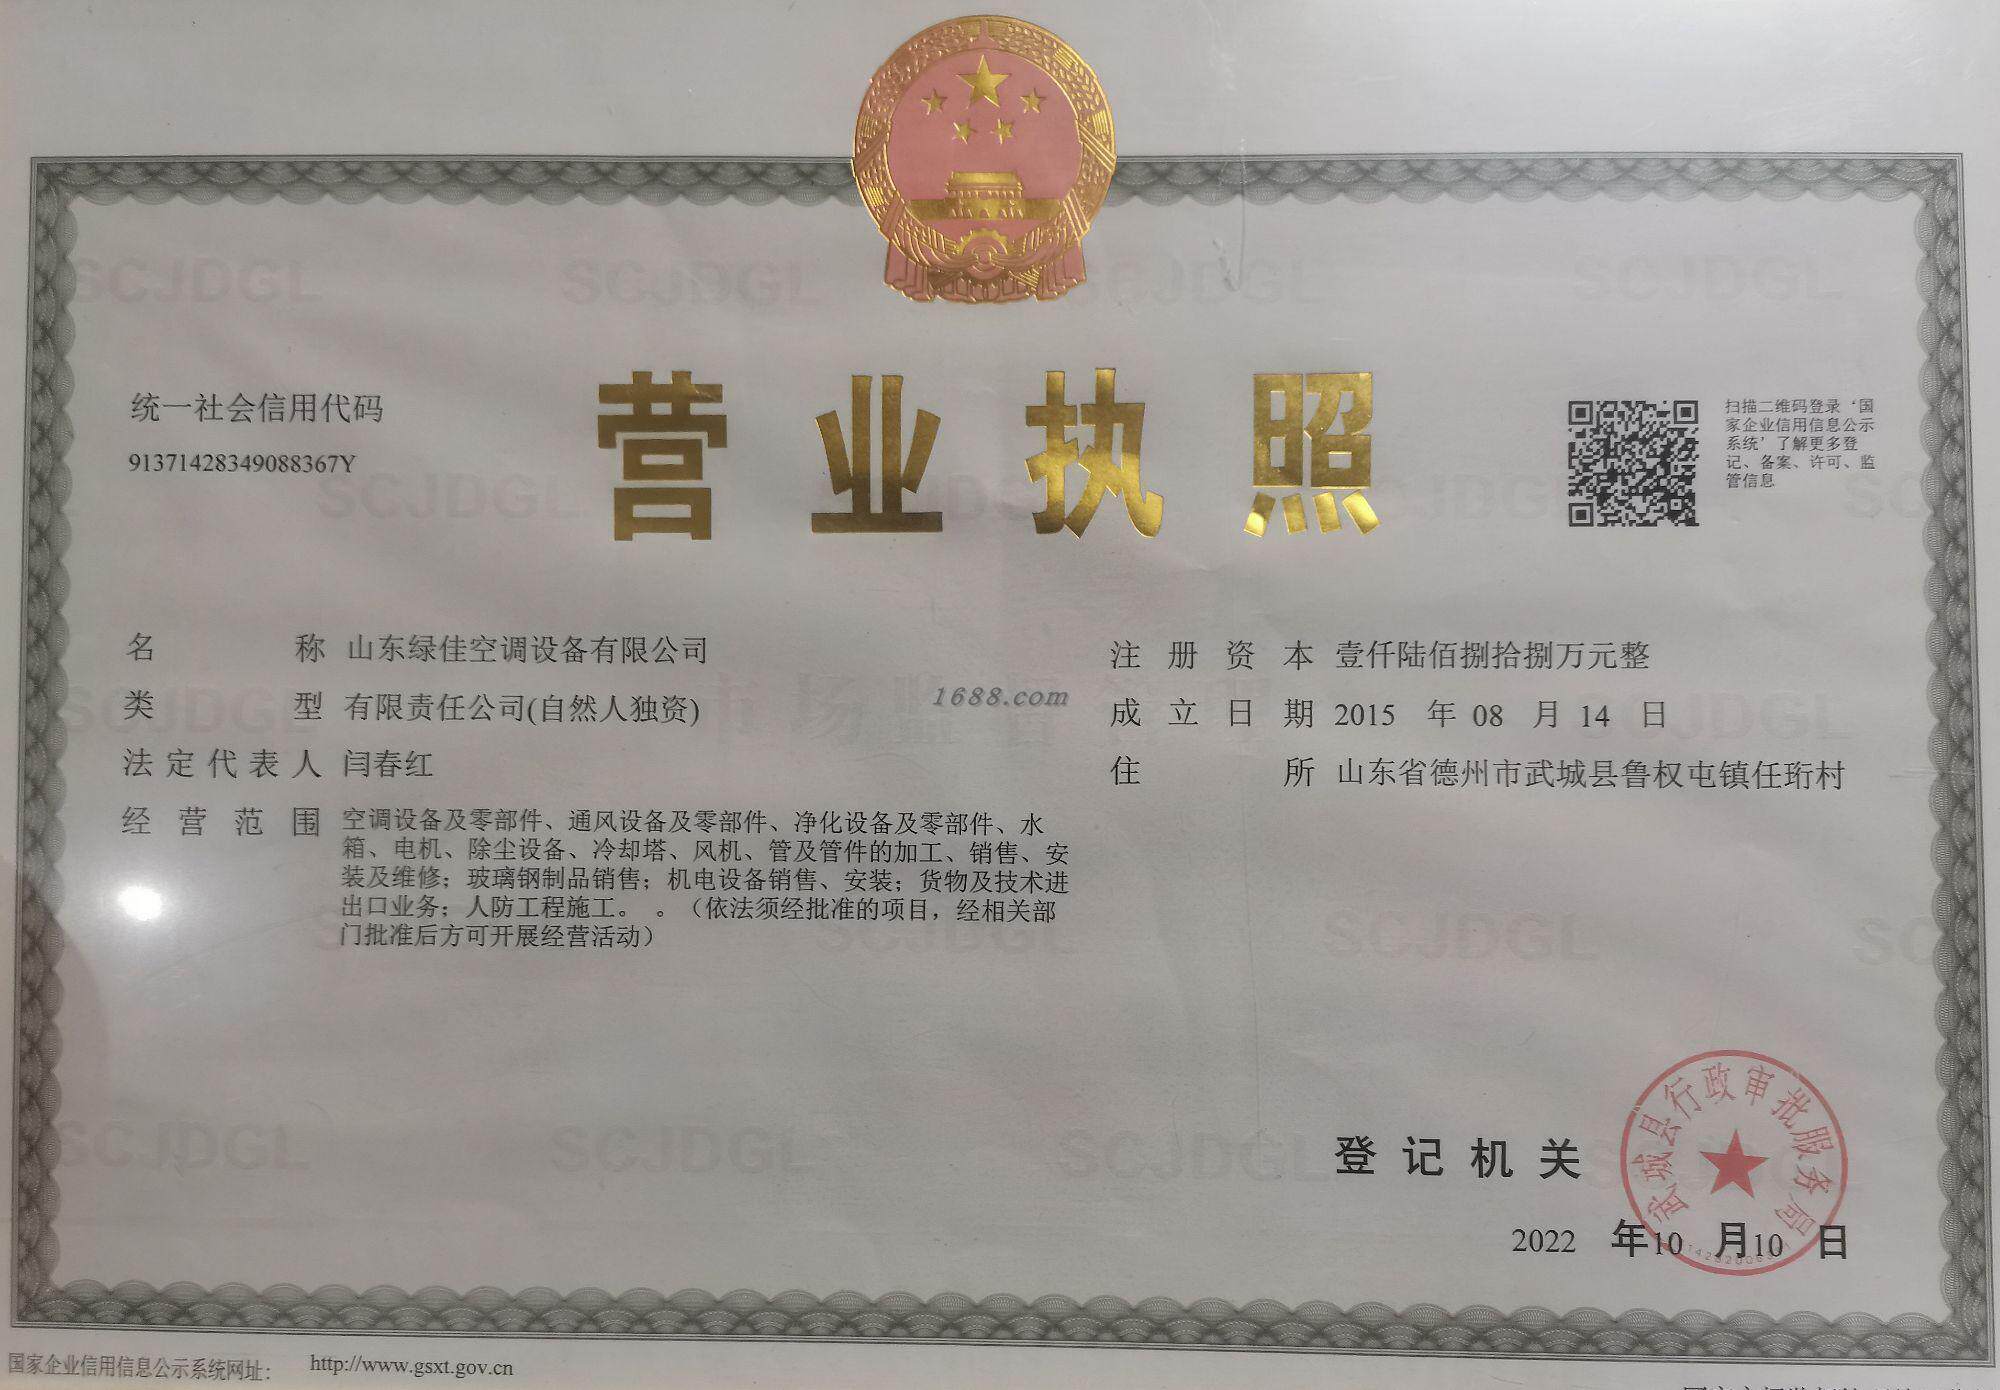 营业执照
统一社会信用代码
91371428349088367Y
扫描二维码登录‘国
家企业信用信息公示
系统’了解更多登
记、备案、许可、监
管信息
名称 山东绿佳空调设备有限公司
类型 有限责任公司(自然人独资)
法定代表人 闫春红
经营范围 空调设备及零部件、通风设备及零部件、净化设备及零部件、水
箱、电机、除尘设备、冷却塔、风机、管及管件的加工、销售、安
装及维修；玻璃钢制品销售；机电设备销售、安装；货物及技术进
出口业务；人防工程施工。 。（依法须经批准的项目，经相关部
门批准后方可开展经营活动）
注册资本 壹仟陆佰捌拾捌万元整
成立日期 2015 年 08 月 14 日
住所 山东省德州市武城县鲁权屯镇任珩村
1688.com
SCJDGL
登记机关
武城县行政审批服务局
2022 年10 月10 日
国家企业信用信息公示系统网址： http://www.gsxt.gov.cn